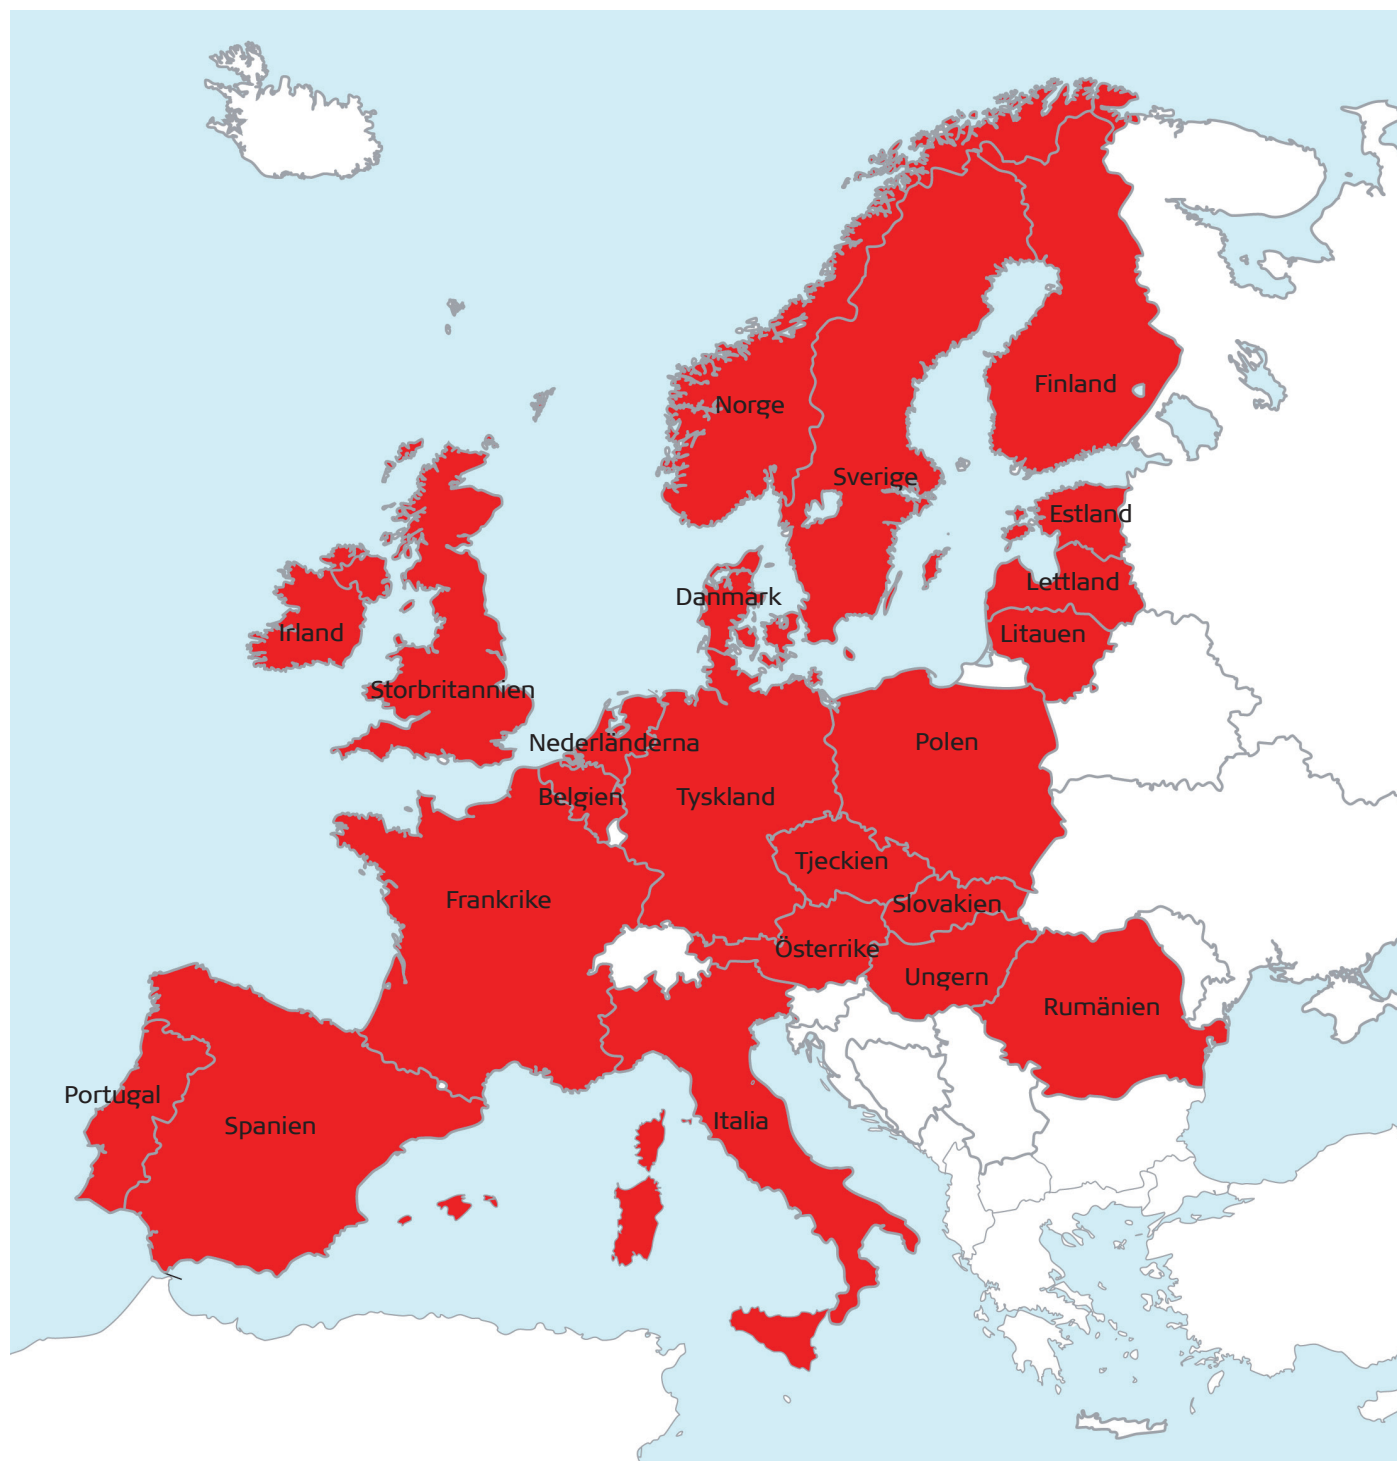 Finland
Norge
Sverige
Estland
Lettland
Danmark
Irland
Litauen
Storbritannien
Nederländerna
Polen
Belgien
Tyskland
Tjeckien
Frankrike
Slovakien
Österrike
Ungern
Rumänien
Portugal
Spanien
Italia